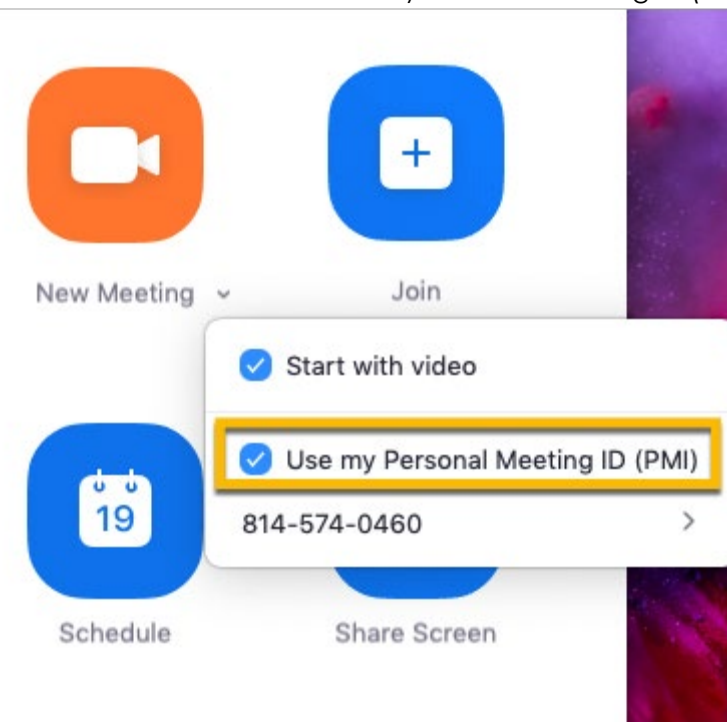 New Meeting
Join
Start with video
Use my Personal Meeting ID (PMI)
814-574-0460
19
Schedule
Share Screen